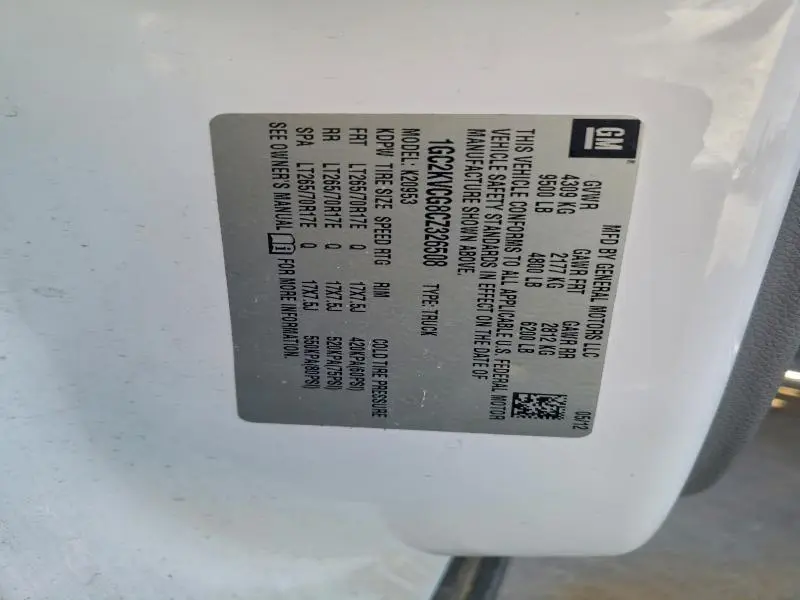 GM
MFD BY GENERAL MOTORS LLC 05/12
GVWR GAWR FRT GAWR RR
4309 KG 2177 KG 2812 KG
9500 LB 4800 LB 6200 LB
THIS VEHICLE CONFORMS TO ALL APPLICABLE U.S. FEDERAL MOTOR
VEHICLE SAFETY STANDARDS IN EFFECT ON THE DATE OF
MANUFACTURE SHOWN ABOVE.
1GC2KVCG8CZ326508 TYPE: TRUCK
MODEL: K20953
KDPW TIRE SIZE SPEED RTG RIM COLD TIRE PRESSURE
FRT LT265/70R17E Q 17X7.5J 420KPA(60PSI)
RR LT265/70R17E Q 17X7.5J 520KPA(75PSI)
SPA LT265/70R17E Q 17X7.5J 550KPA(80PSI)
SEE OWNER'S MANUAL FOR MORE INFORMATION.